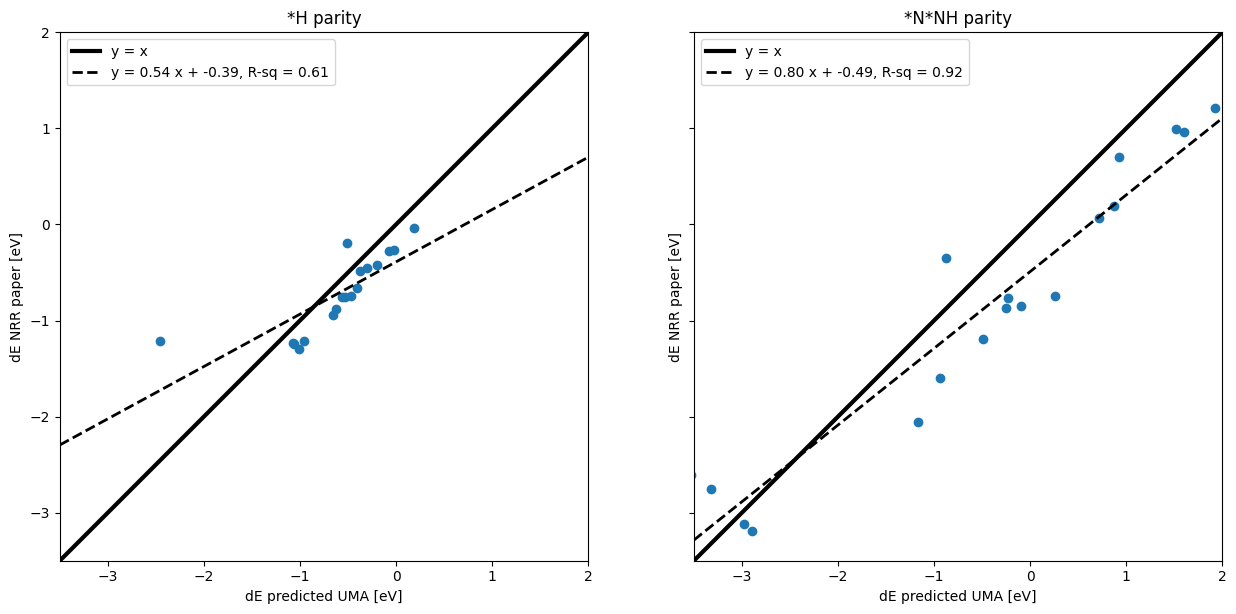 *H parity
y = x
y = 0.54 x + -0.39, R-sq = 0.61
2
1
0
−1
−2
−3
dE NRR paper [eV]
−3 −2 −1 0 1 2
dE predicted UMA [eV]
*N*NH parity
y = x
y = 0.80 x + -0.49, R-sq = 0.92
dE NRR paper [eV]
−3 −2 −1 0 1 2
dE predicted UMA [eV]